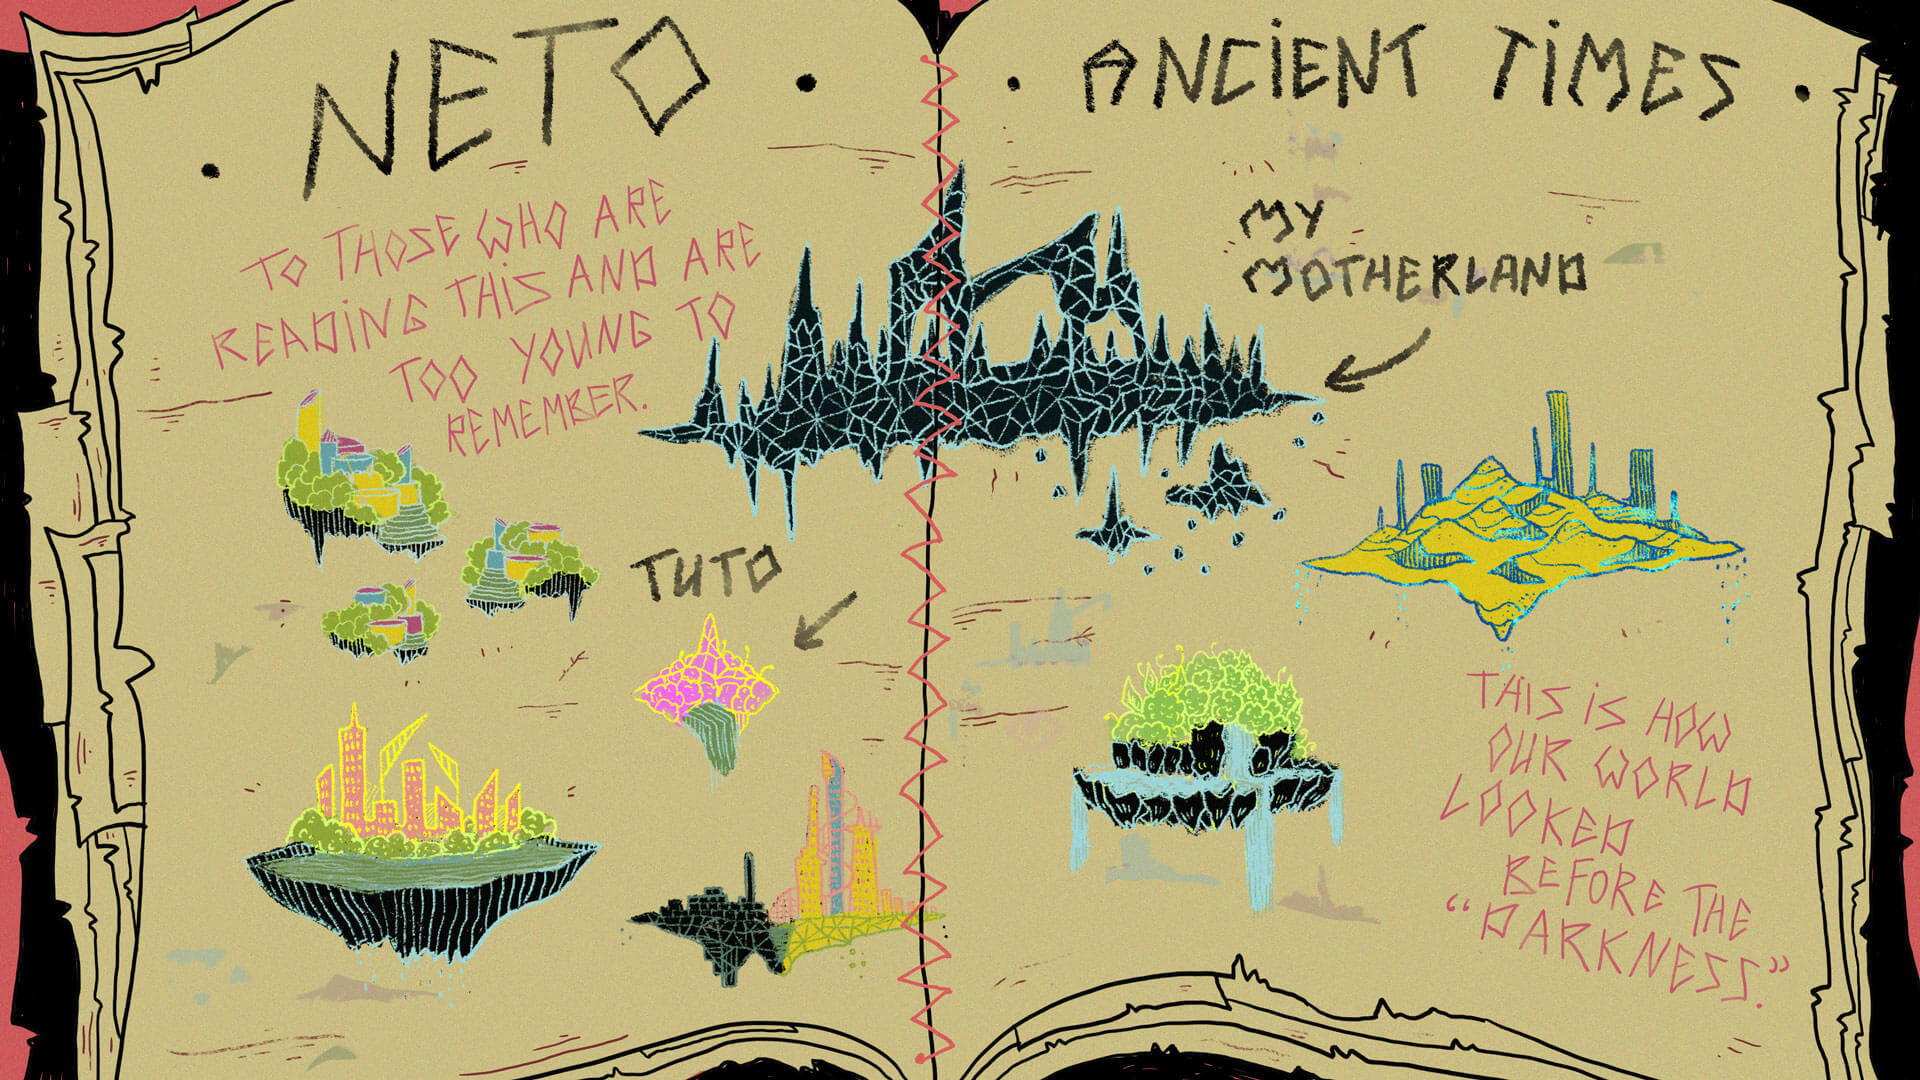 NETO
TO THOSE WHO ARE
READING THIS AND ARE
TOO YOUNG TO
REMEMBER.
TUTO
ANCIENT TIMES
MY
MOTHERLAND
THIS IS HOW
OUR WORLD
LOOKED
BEFORE THE
“DARKNESS.”